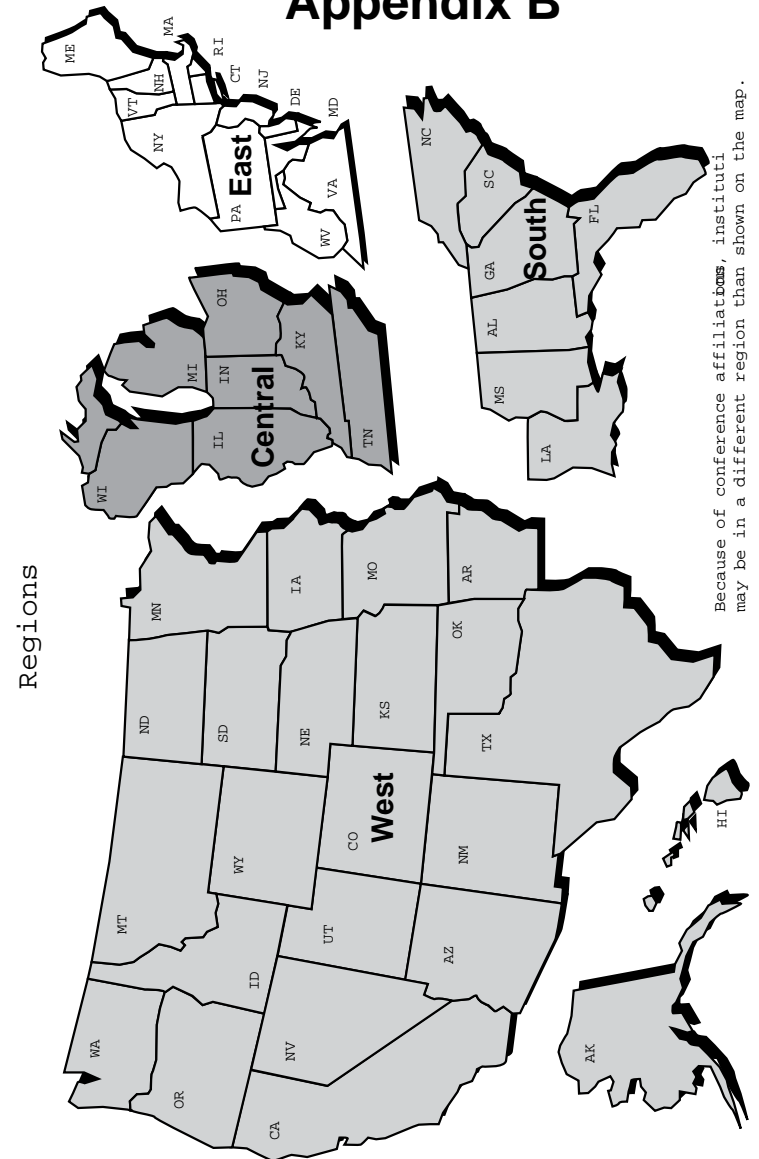 Appendix B
Regions
ME
MA
RI
CT
NJ
DE
MD
NH
VT
NY
PA
East
VA
WV
NC
SC
South
GA
FL
AL
MS
LA
OH
MI
IN
KY
Central
IL
WI
TN
MN
IA
MO
AR
ND
SD
NE
KS
OK
TX
MT
WY
CO
West
NM
ID
UT
AZ
WA
OR
NV
CA
AK
HI
Because of conference affiliations, instituti
may be in a different region than shown on the map.